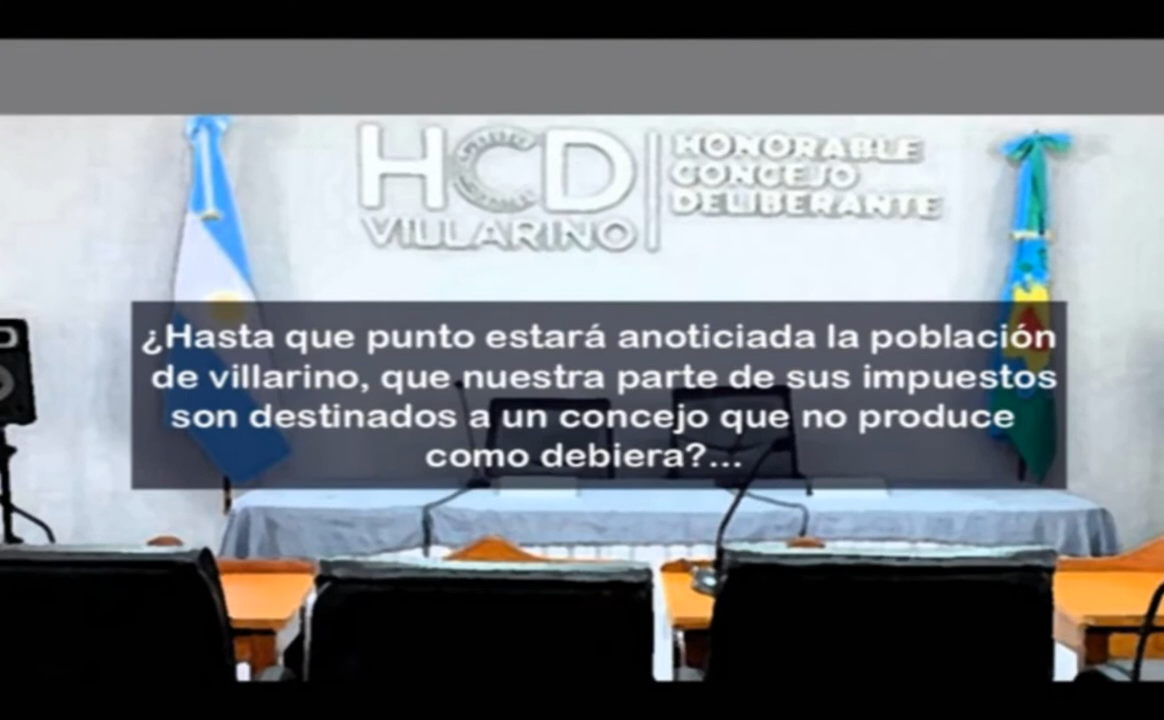 HCD
VILLARINO
HONORABLE
CONCEJO
DELIBERANTE
¿Hasta que punto estará anoticiada la población
de villarino, que nuestra parte de sus impuestos
son destinados a un concejo que no produce
como debiera?...